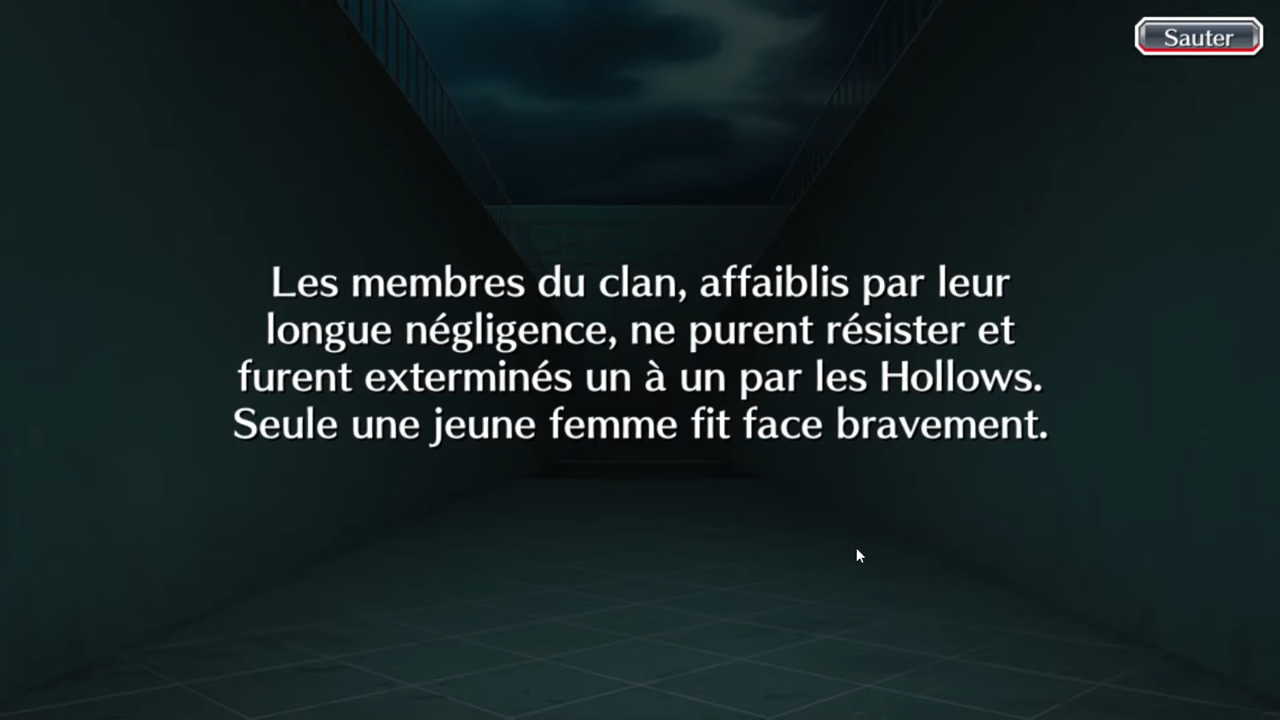 Sauter
Les membres du clan, affaiblis par leur
longue négligence, ne purent résister et
furent exterminés un à un par les Hollows.
Seule une jeune femme fit face bravement.